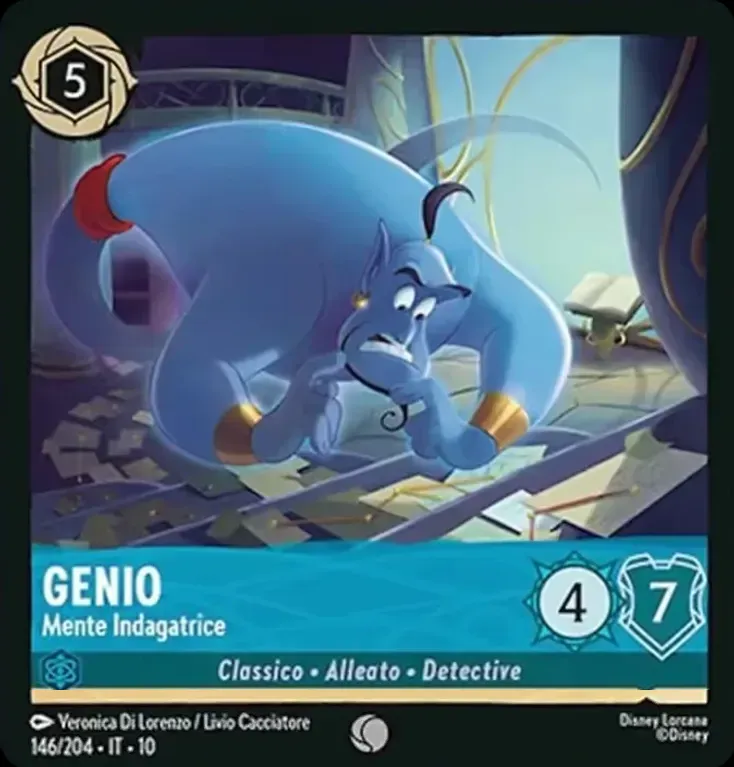 5
GENIO
Mente Indagatrice
4
7
Classico • Alleato • Detective
Veronica Di Lorenzo / Livio Cacciatore
Disney Lorcana
146/204 • IT • 10
©Disney